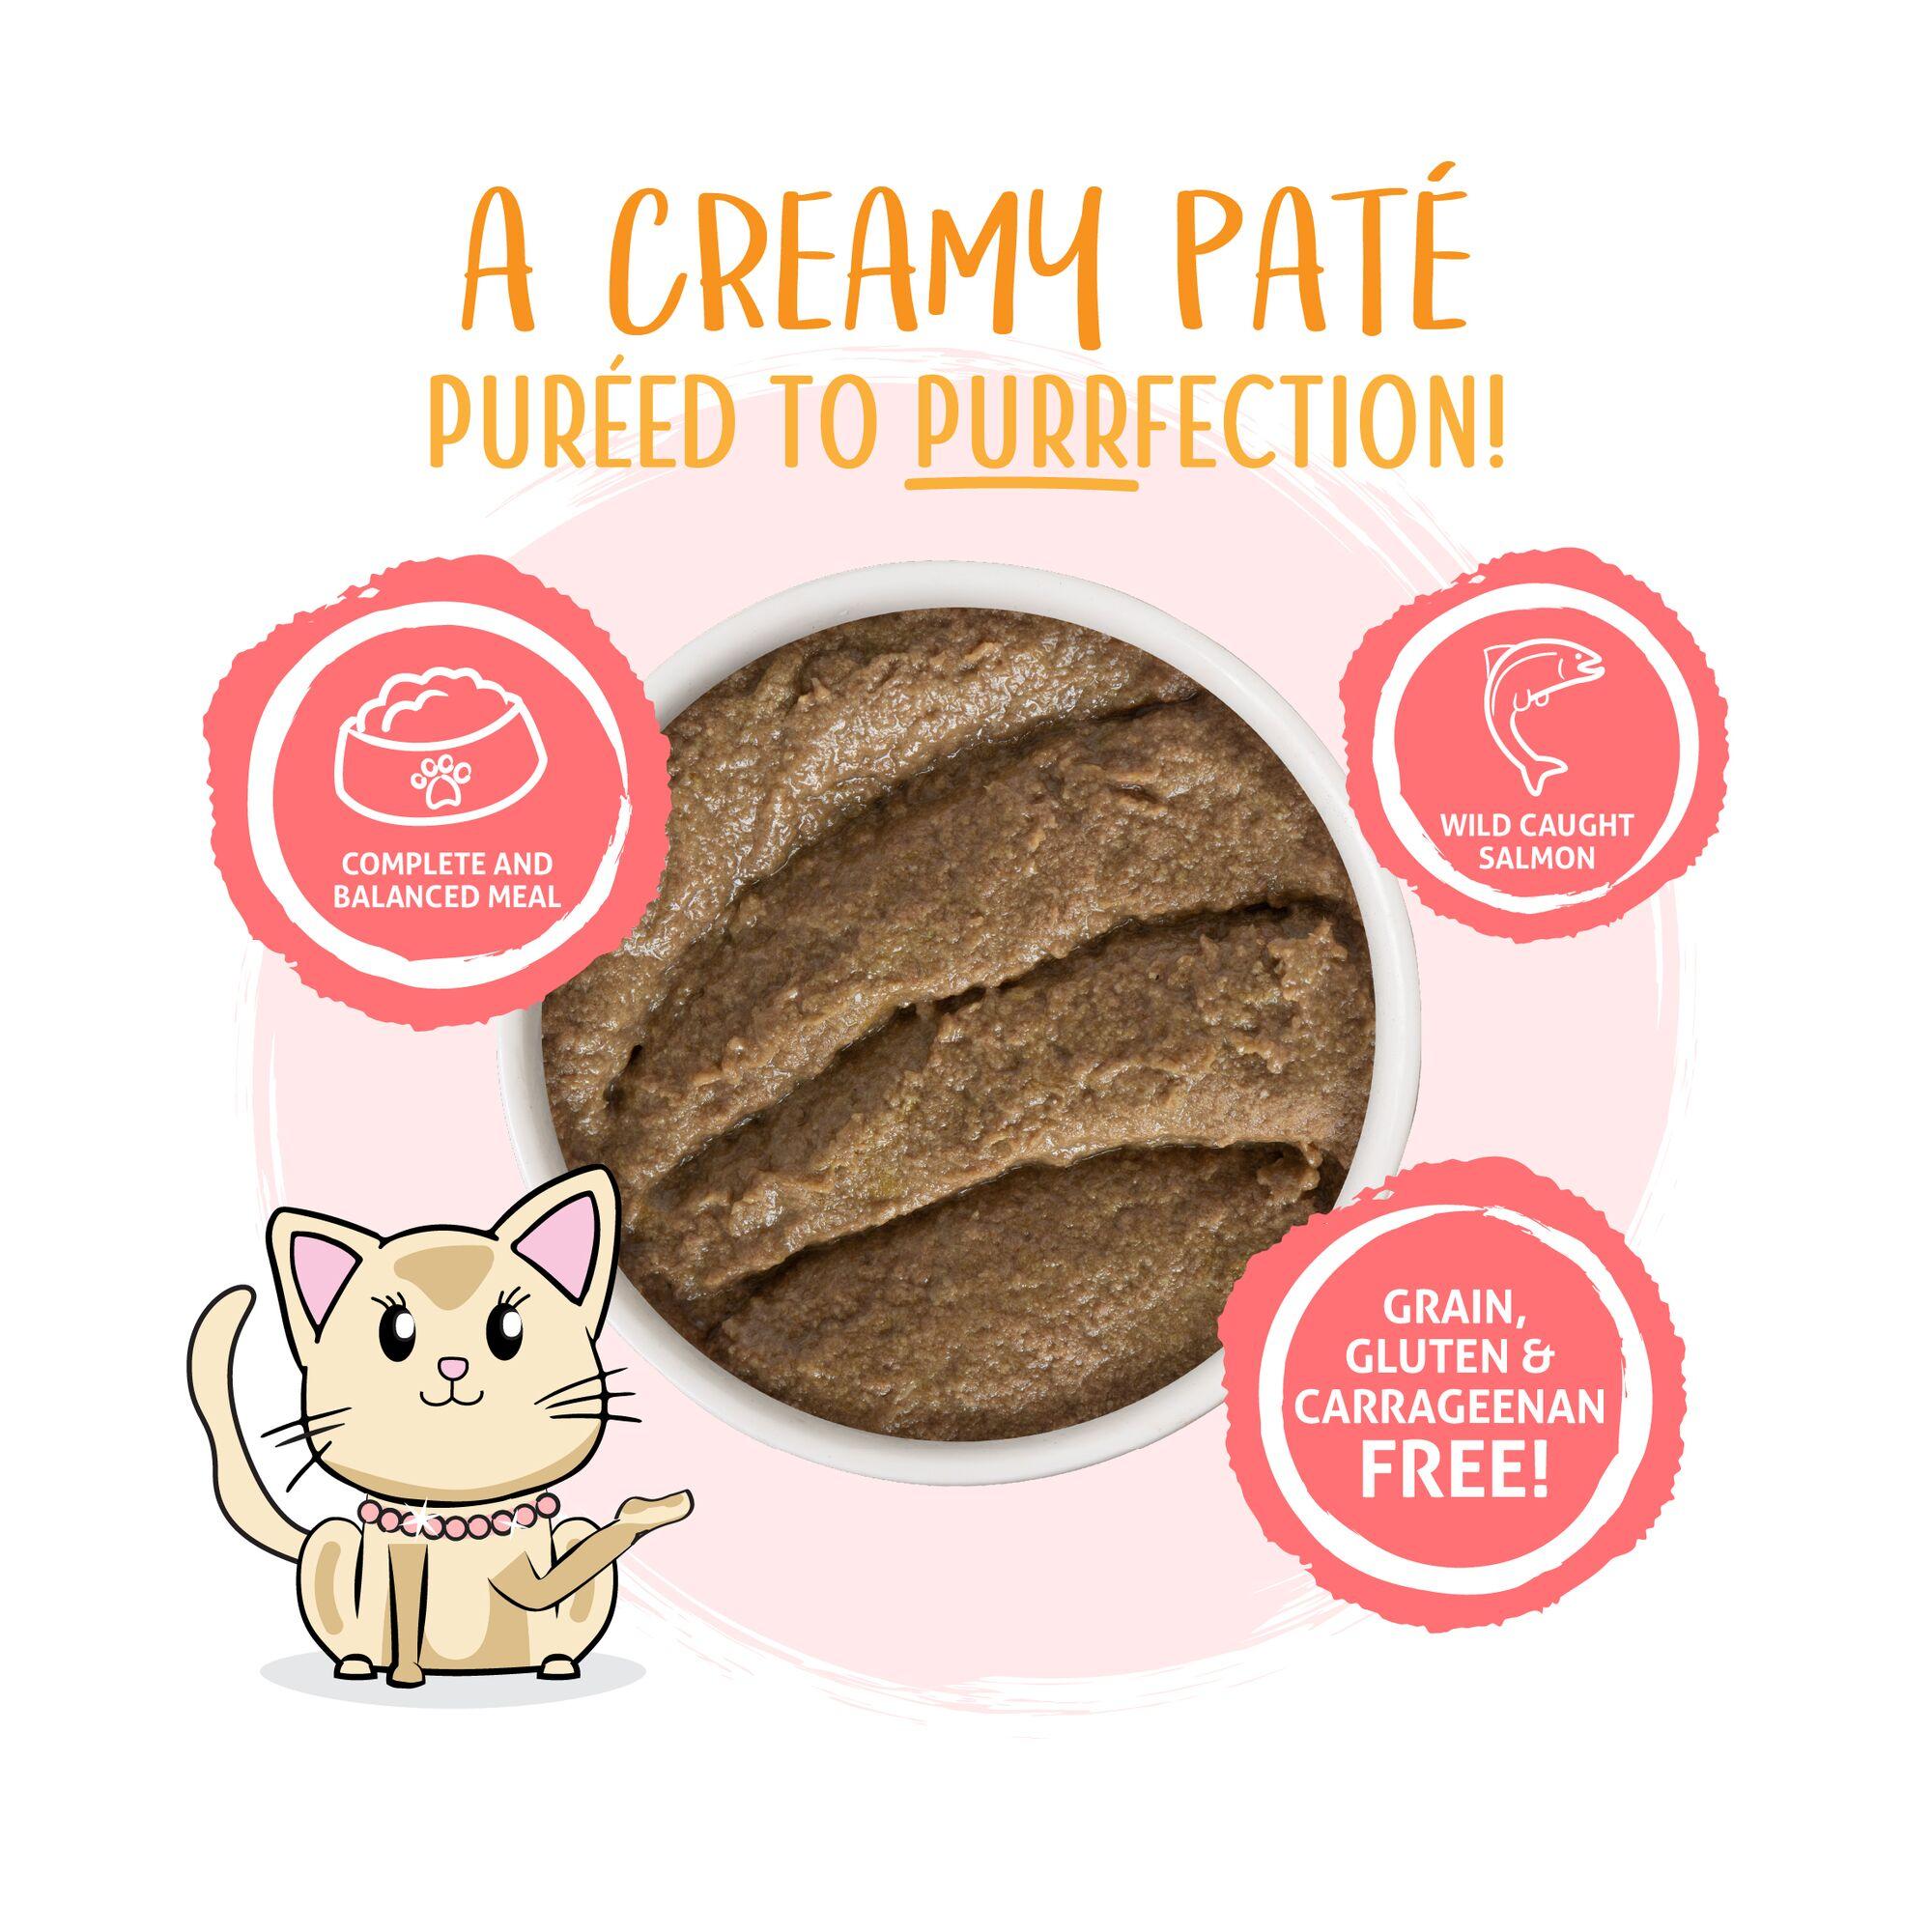 A CREAMY PATÉ
PURÉED TO PURRFECTION!
COMPLETE AND
BALANCED MEAL
WILD CAUGHT
SALMON
GRAIN,
GLUTEN &
CARRAGEENAN
FREE!